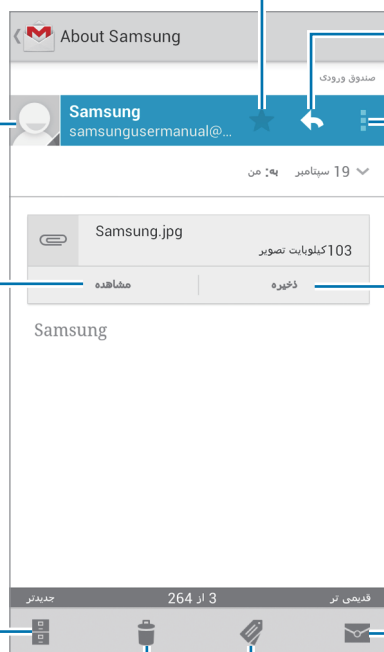 About Samsung
صندوق ورودی
Samsung
samsungusermanual@...
19 سپتامبر به: من
Samsung.jpg
103کیلوبایت تصویر
مشاهده ذخیره
Samsung
جدیدتر 3 از 264 قدیمی تر